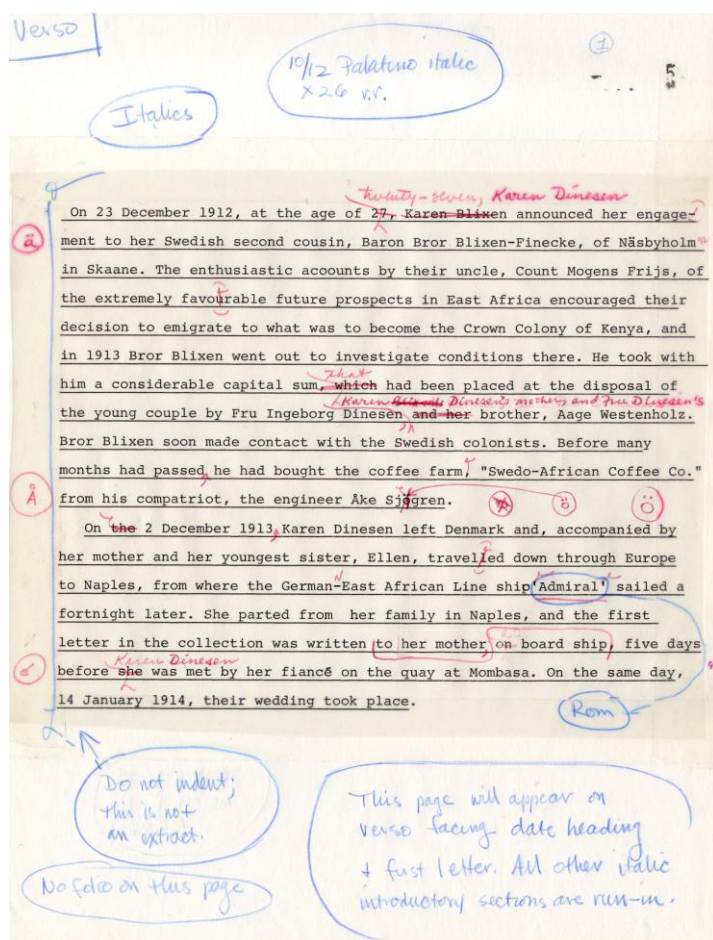 Verso
1
10/12 Palatino italic
x 26 r.r.
5
Italics
twenty-seven, Karen Dinesen
On 23 December 1912, at the age of 27, Karen Blixen announced her engage-
ä
ment to her Swedish second cousin, Baron Bror Blixen-Finecke, of Näsbyholm
in Skaane. The enthusiastic acoounts by their uncle, Count Mogens Frijs, of
the extremely favourable future prospects in East Africa encouraged their
decision to emigrate to what was to become the Crown Colony of Kenya, and
in 1913 Bror Blixen went out to investigate conditions there. He took with
that
him a considerable capital sum, which had been placed at the disposal of
Karen Dinesen's mother, and Fru Dinesen's
the young couple by Fru Ingeborg Dinesen and her brother, Aage Westenholz.
Bror Blixen soon made contact with the Swedish colonists. Before many
months had passed, he had bought the coffee farm, "Swedo-African Coffee Co."
Å
from his compatriot, the engineer Åke Sjögren.
ö ö
On the 2 December 1913, Karen Dinesen left Denmark and, accompanied by
her mother and her youngest sister, Ellen, travelled down through Europe
to Naples, from where the German-East African Line ship 'Admiral' sailed a
fortnight later. She parted from her family in Naples, and the first
letter in the collection was written to her mother, on board ship, five days
Karen Dinesen
é
before she was met by her fiancé on the quay at Mombasa. On the same day,
14 January 1914, their wedding took place.
Rom
Do not indent;
this is not
an extract.
This page will appear on
verso facing date heading
+ first letter. All other italic
introductory sections are run-in.
No folio on this page